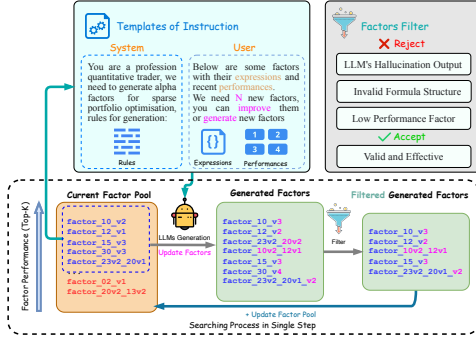 Templates of Instruction
System
You are a profession
quantitative trader, we
need to generate alpha
factors for sparse
portfolio optimisation,
rules for generation:
Rules
User
Below are some factors
with their expressions and
recent performances.
We need N new factors,
you can improve them
or generate new factors
Expressions
1 2
3 4
Performances
Factors Filter
Reject
LLM's Hallucination Output
Invalid Formula Structure
Low Performance Factor
Accept
Valid and Effective
Factor Performance (Top-K)
Current Factor Pool
factor_10_v2
factor_12_v1
factor_15_v3
factor_30_v3
factor_23v2_20v1
...
factor_02_v1
factor_20v2_13v2
LLMs Generation
Update Factors
Generated Factors
factor_10_v3
factor_12_v2
factor_23v2_20v2
factor_10v2_12v1
factor_15_v3
factor_30_v4
factor_23v2_20v1_v2
Filter
Filtered Generated Factors
factor_10_v3
factor_12_v2
factor_10v2_12v1
factor_15_v3
factor_23v2_20v1_v2
+ Update Factor Pool
Searching Process in Single Step